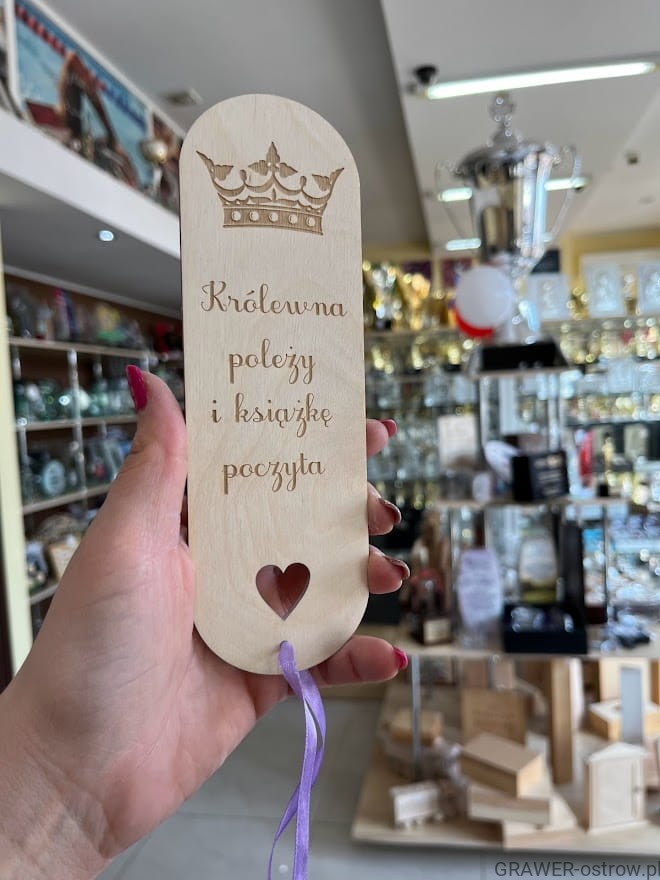 Królewna
poleży
i książkę
poczyta
GRAWER-ostrow.pl